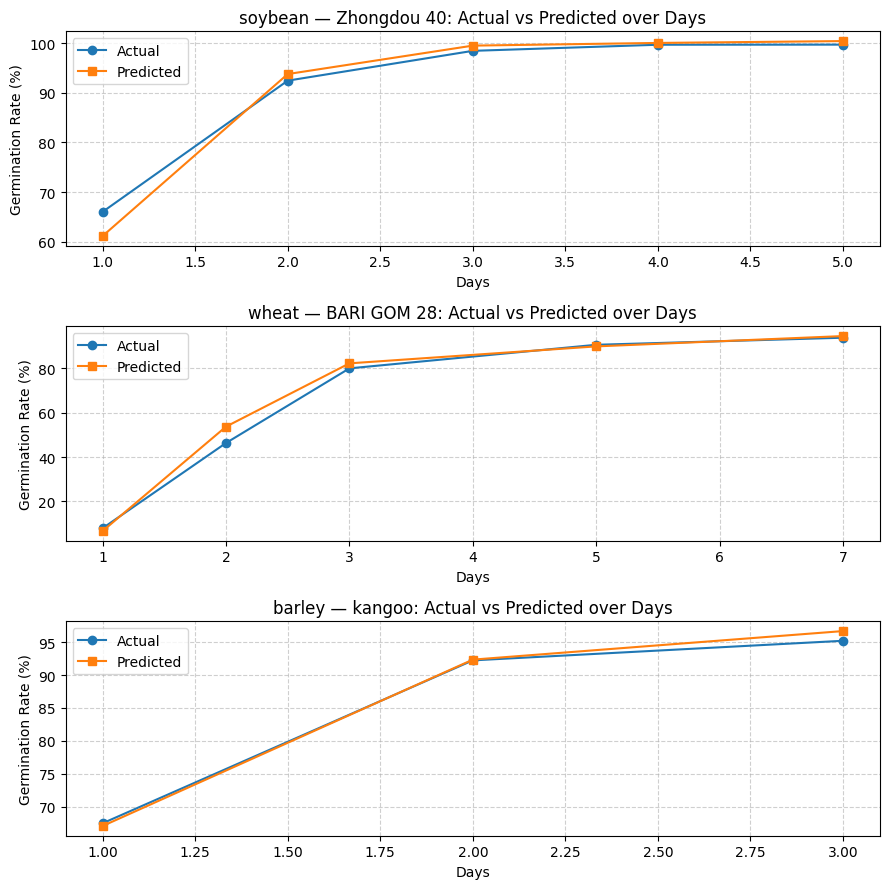 soybean — Zhongdou 40: Actual vs Predicted over Days
Actual
Predicted
Germination Rate (%)
100
90
80
70
60
1.0 1.5 2.0 2.5 3.0 3.5 4.0 4.5 5.0
Days
wheat — BARI GOM 28: Actual vs Predicted over Days
Actual
Predicted
Germination Rate (%)
80
60
40
20
1 2 3 4 5 6 7
Days
barley — kangoo: Actual vs Predicted over Days
Actual
Predicted
Germination Rate (%)
95
90
85
80
75
70
1.00 1.25 1.50 1.75 2.00 2.25 2.50 2.75 3.00
Days